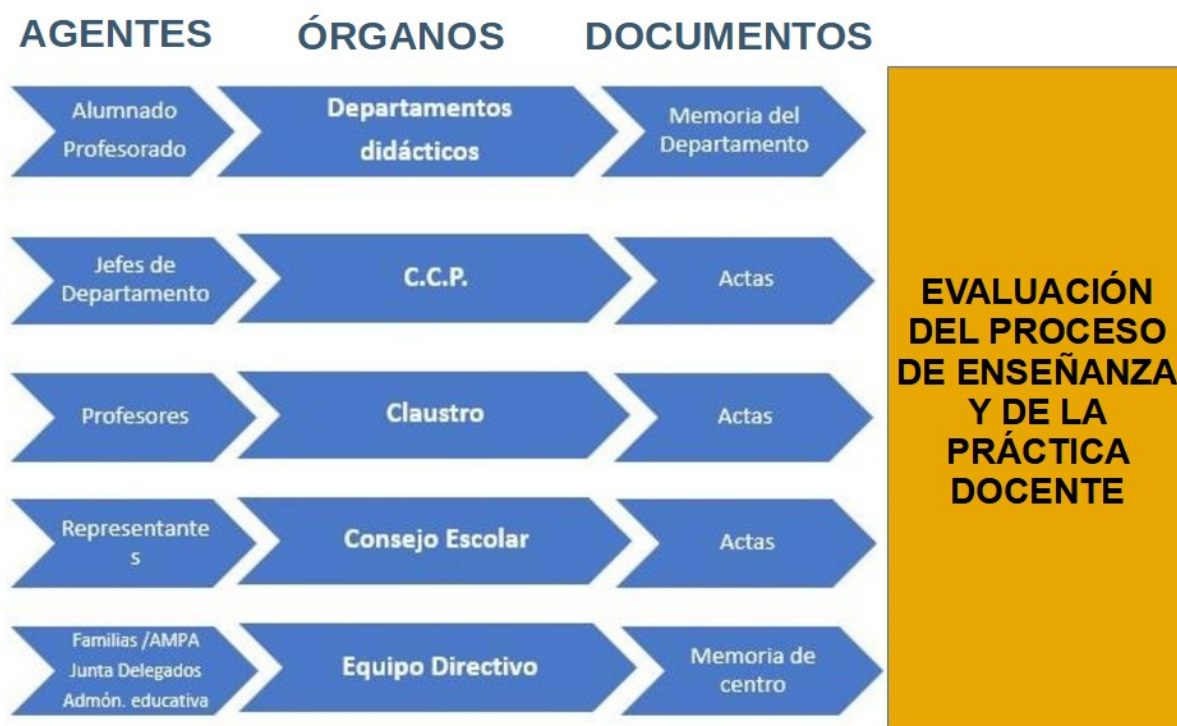 AGENTES ÓRGANOS DOCUMENTOS
Alumnado
Profesorado
Departamentos
didácticos
Memoria del
Departamento
Jefes de
Departamento
C.C.P.
Actas
Profesores
Claustro
Actas
Representante
s
Consejo Escolar
Actas
Familias /AMPA
Junta Delegados
Admón. educativa
Equipo Directivo
Memoria de
centro
EVALUACIÓN
DEL PROCESO
DE ENSEÑANZA
Y DE LA
PRÁCTICA
DOCENTE